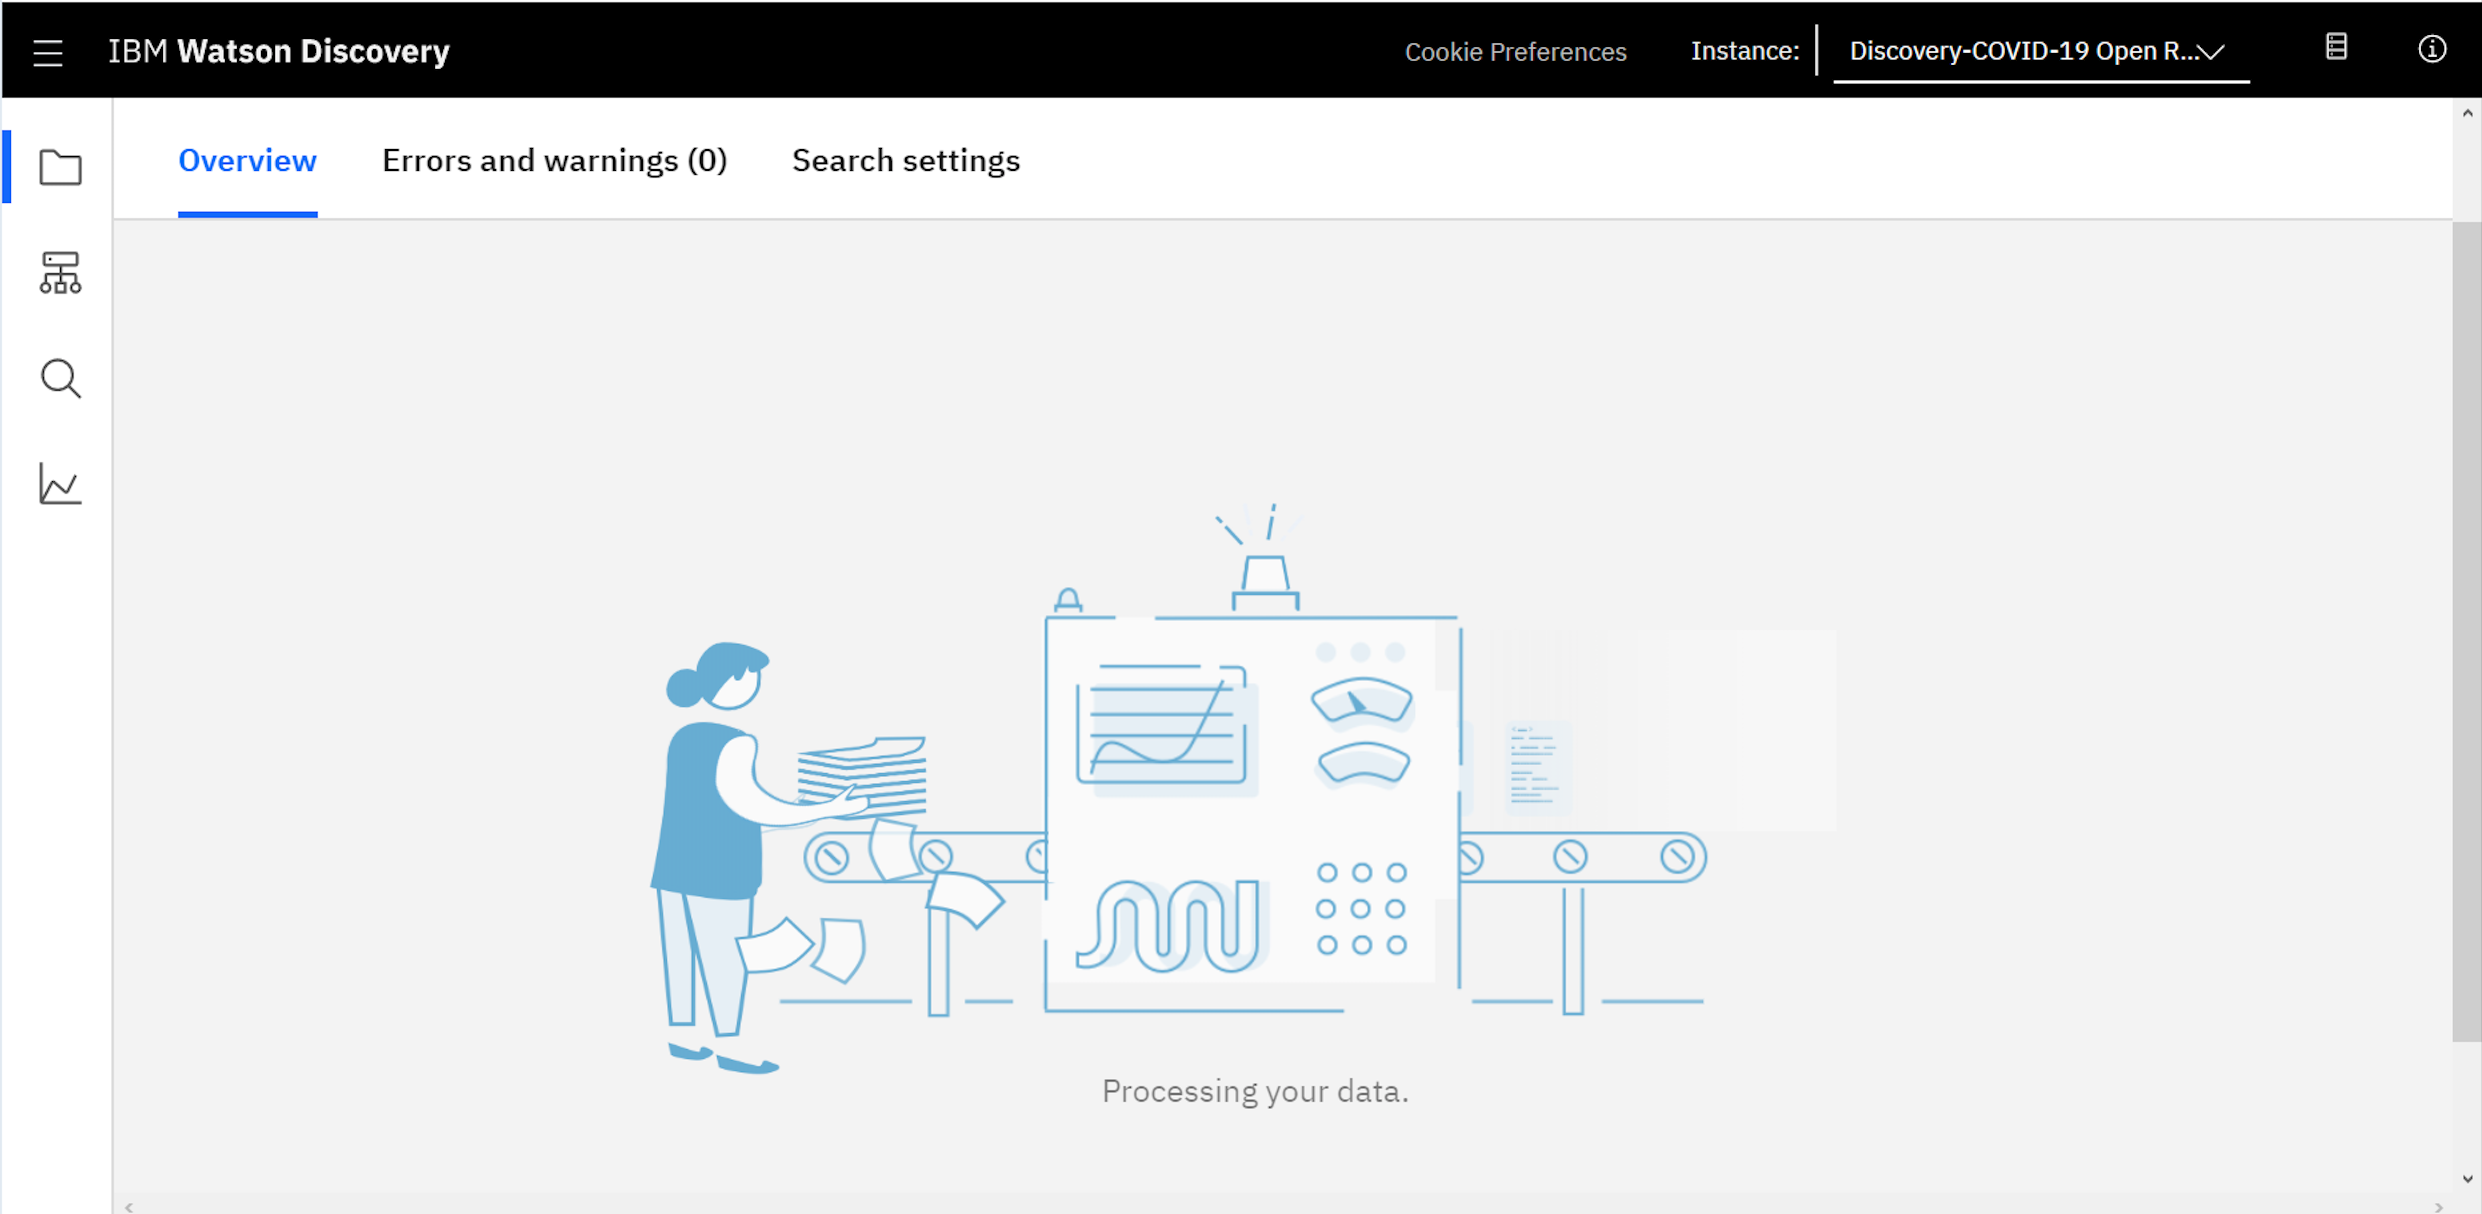 IBM Watson Discovery
Cookie Preferences
Instance:
Discovery-COVID-19 Open R...
Overview
Errors and warnings (0)
Search settings
Processing your data.